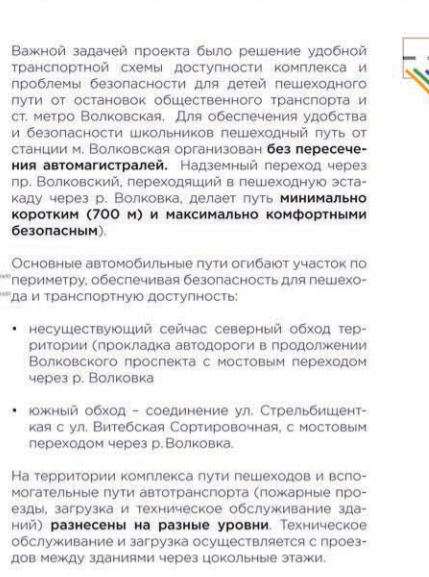 Важной задачей проекта было решение удобной
транспортной схемы доступности комплекса и
проблемы безопасности для детей пешеходного
пути от остановок общественного транспорта и
ст. метро Волковская. Для обеспечения удобства
и безопасности школьников пешеходный путь от
станции м. Волковская организован без пересече-
ния автомагистралей. Надземный переход через
пр. Волковский, переходящий в пешеходную эста-
каду через р. Волковка, делает путь минимально
коротким (700 м) и максимально комфортными
безопасным).
Основные автомобильные пути огибают участок по
периметру, обеспечивая безопасность для пешехо-
да и транспортную доступность:
• несуществующий сейчас северный обход тер-
ритории (прокладка автодороги в продолжении
Волковского проспекта с мостовым переходом
через р. Волковка
• южный обход – соединение ул. Стрельбищент-
кая с ул. Витебская Сортировочная, с мостовым
переходом через р.Волковка.
На территории комплекса пути пешеходов и вспо-
могательные пути автотранспорта (пожарные про-
езды, загрузка и техническое обслуживание зда-
ний) разнесены на разные уровни. Техническое
обслуживание и загрузка осуществляется с проез-
дов между зданиями через цокольные этажи.